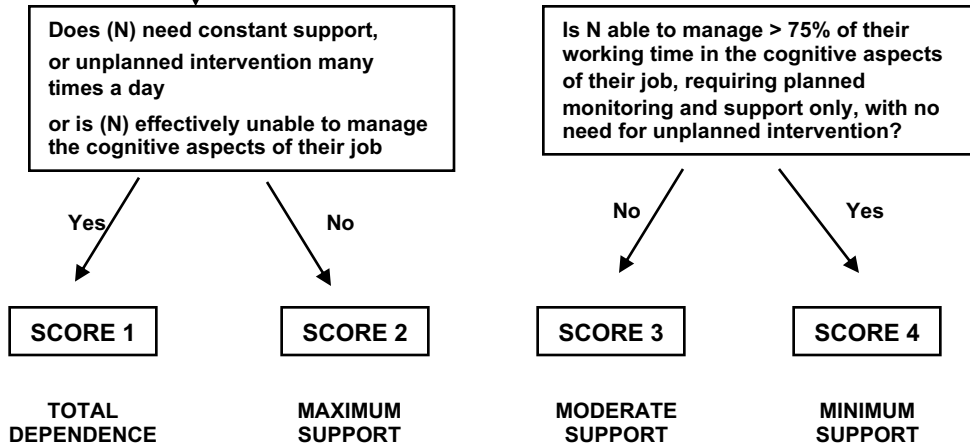 Does (N) need constant support,
or unplanned intervention many
times a day
or is (N) effectively unable to manage
the cognitive aspects of their job
Is N able to manage > 75% of their
working time in the cognitive aspects
of their job, requiring planned
monitoring and support only, with no
need for unplanned intervention?
Yes
No
No
Yes
SCORE 1
SCORE 2
SCORE 3
SCORE 4
TOTAL
DEPENDENCE
MAXIMUM
SUPPORT
MODERATE
SUPPORT
MINIMUM
SUPPORT